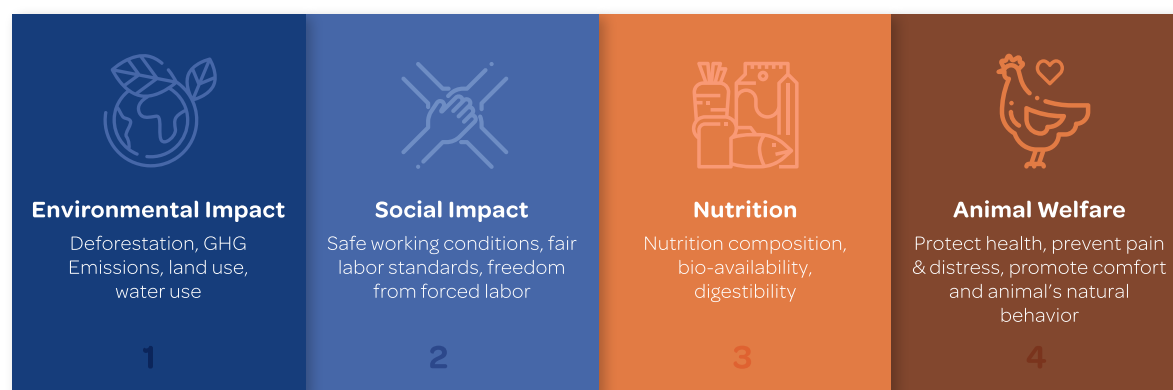 Environmental Impact
Deforestation, GHG
Emissions, land use,
water use
1
Social Impact
Safe working conditions, fair
labor standards, freedom
from forced labor
2
Nutrition
Nutrition composition,
bio-availability,
digestibility
3
Animal Welfare
Protect health, prevent pain
& distress, promote comfort
and animal's natural
behavior
4